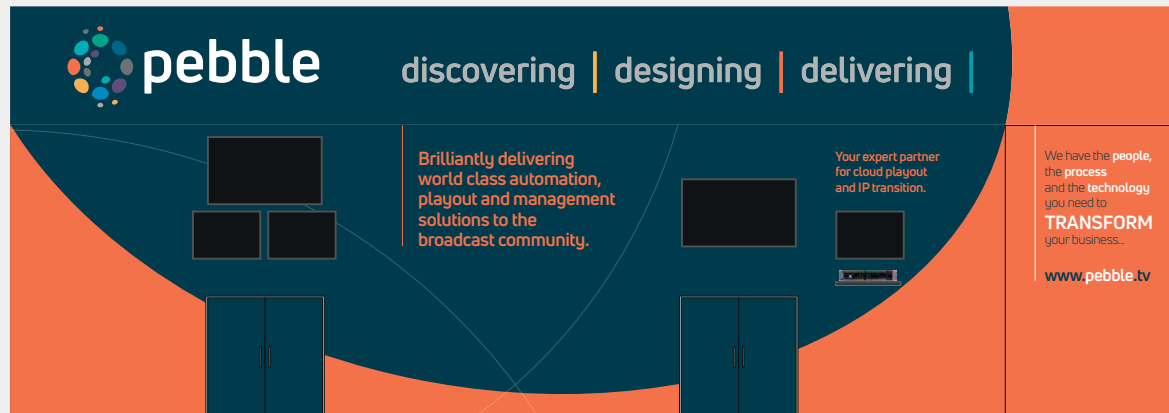 pebble
discovering | designing | delivering |
Brilliantly delivering
world class automation,
playout and management
solutions to the
broadcast community.
Your expert partner
for cloud playout
and IP transition.
We have the people,
the process
and the technology
you need to
TRANSFORM
your business...
www.pebble.tv